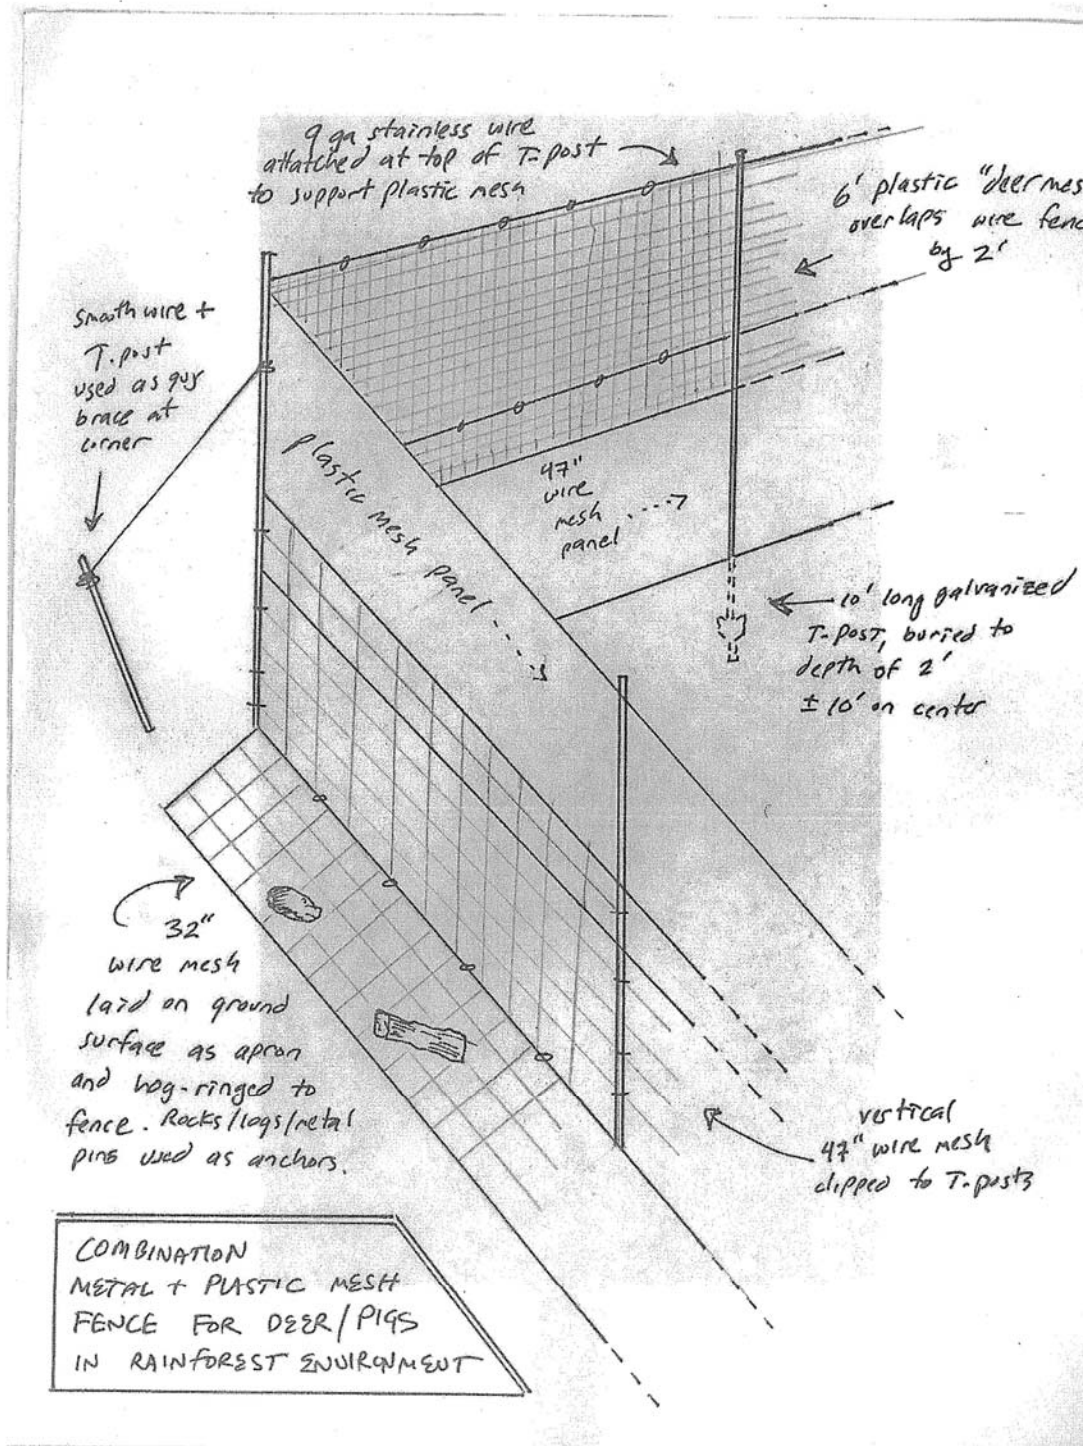 9 ga stainless wire
attatched at top of T-post
to support plastic mesh
6' plastic "deer mes
overlaps wire fenc
by 2'
smooth wire +
T-post
used as guy
brace at
corner
plastic mesh panel
47"
wire
mesh
panel
10' long galvanized
T-post, buried to
depth of 2'
± 10' on center
32"
wire mesh
laid on ground
surface as apron
and hog-ringed to
fence. Rocks/logs/metal
pins used as anchors.
vertical
47" wire mesh
clipped to T-posts
COMBINATION
METAL + PLASTIC MESH
FENCE FOR DEER/PIGS
IN RAINFOREST ENVIRONMENT